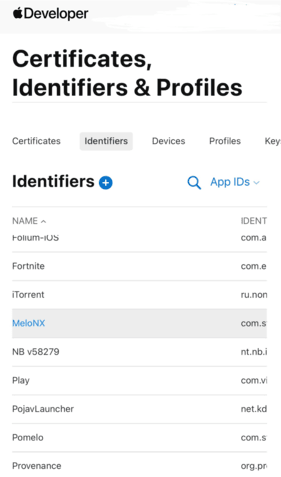 Developer
Certificates,
Identifiers & Profiles
Certificates Identifiers Devices Profiles Key
Identifiers App IDs
NAME IDENT
Folium-iOS com.a
Fortnite com.e
iTorrent ru.non
MeloNX com.s
NB v58279 nt.nb.i
Play com.vi
PojavLauncher net.kd
Pomelo com.s
Provenance org.pr